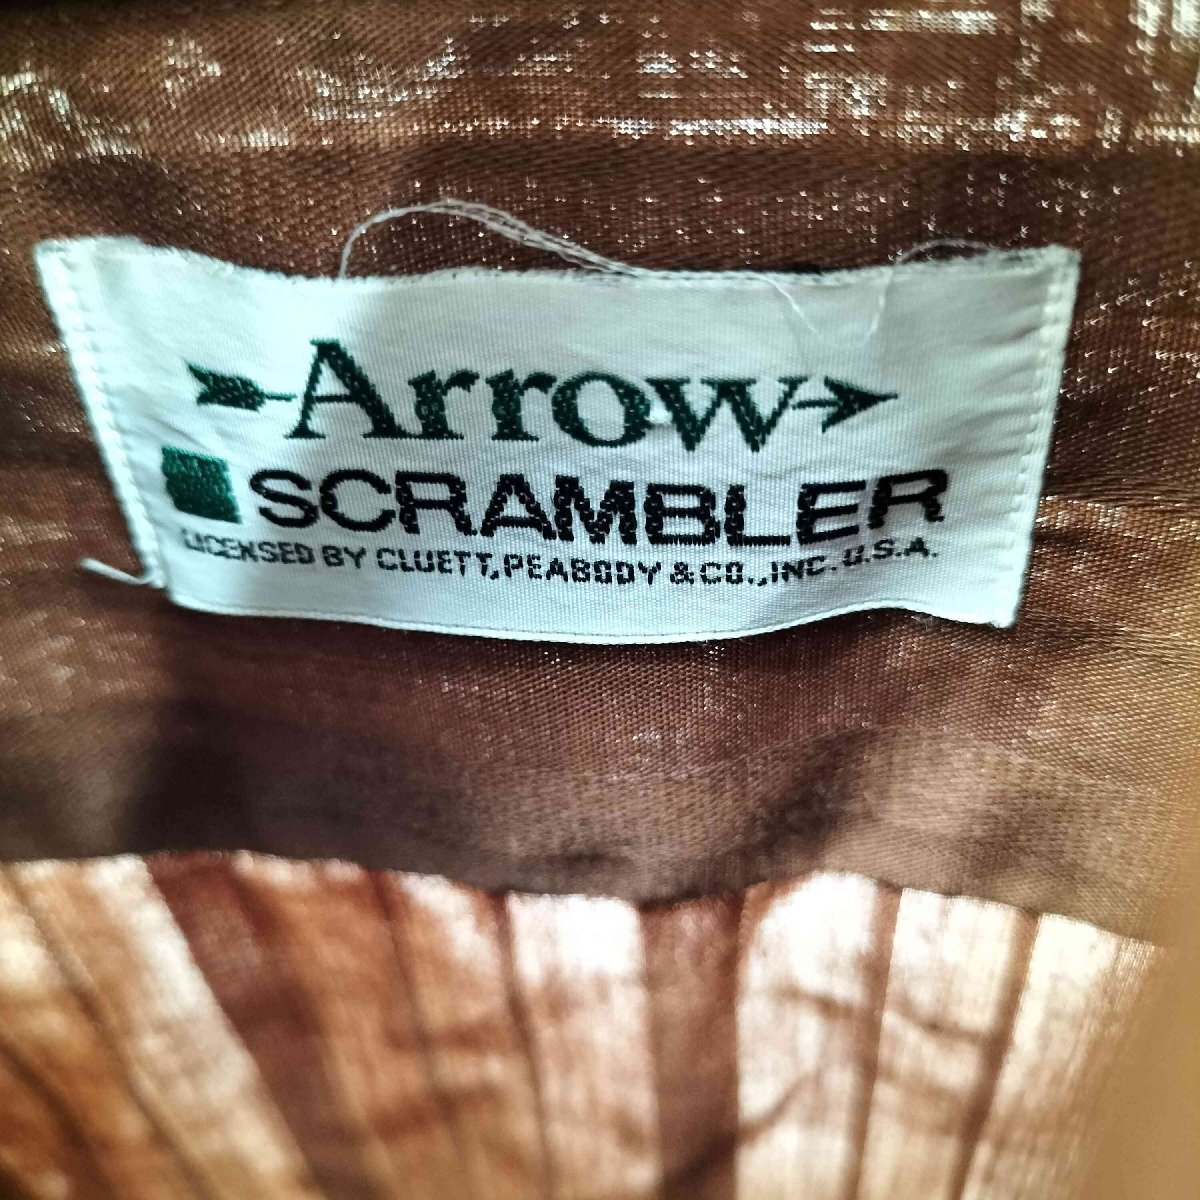 Arrow
SCRAMBLER
LICENSED BY CLUETT, PEABODY & CO., INC. U.S.A.